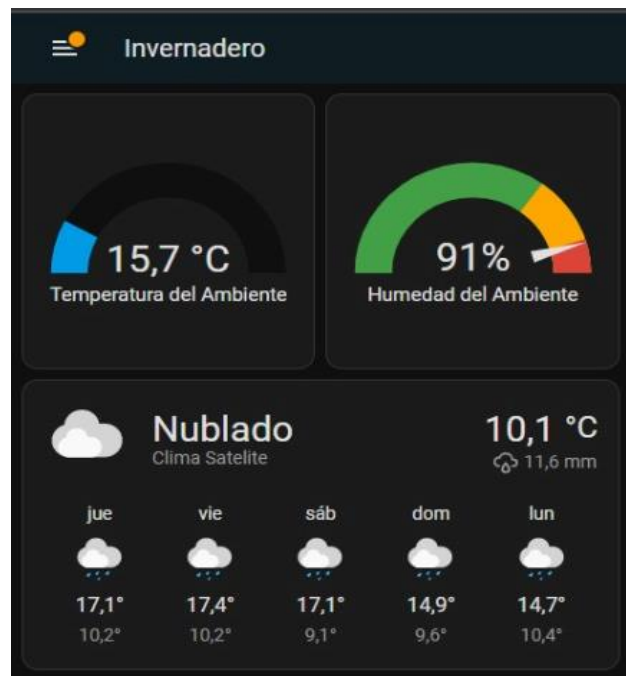 Invernadero
15,7 °C
Temperatura del Ambiente
91%
Humedad del Ambiente
Nublado
Clima Satelite
10,1 °C
11,6 mm
jue vie sáb dom lun
17,1° 17,4° 17,1° 14,9° 14,7°
10,2° 10,2° 9,1° 9,6° 10,4°